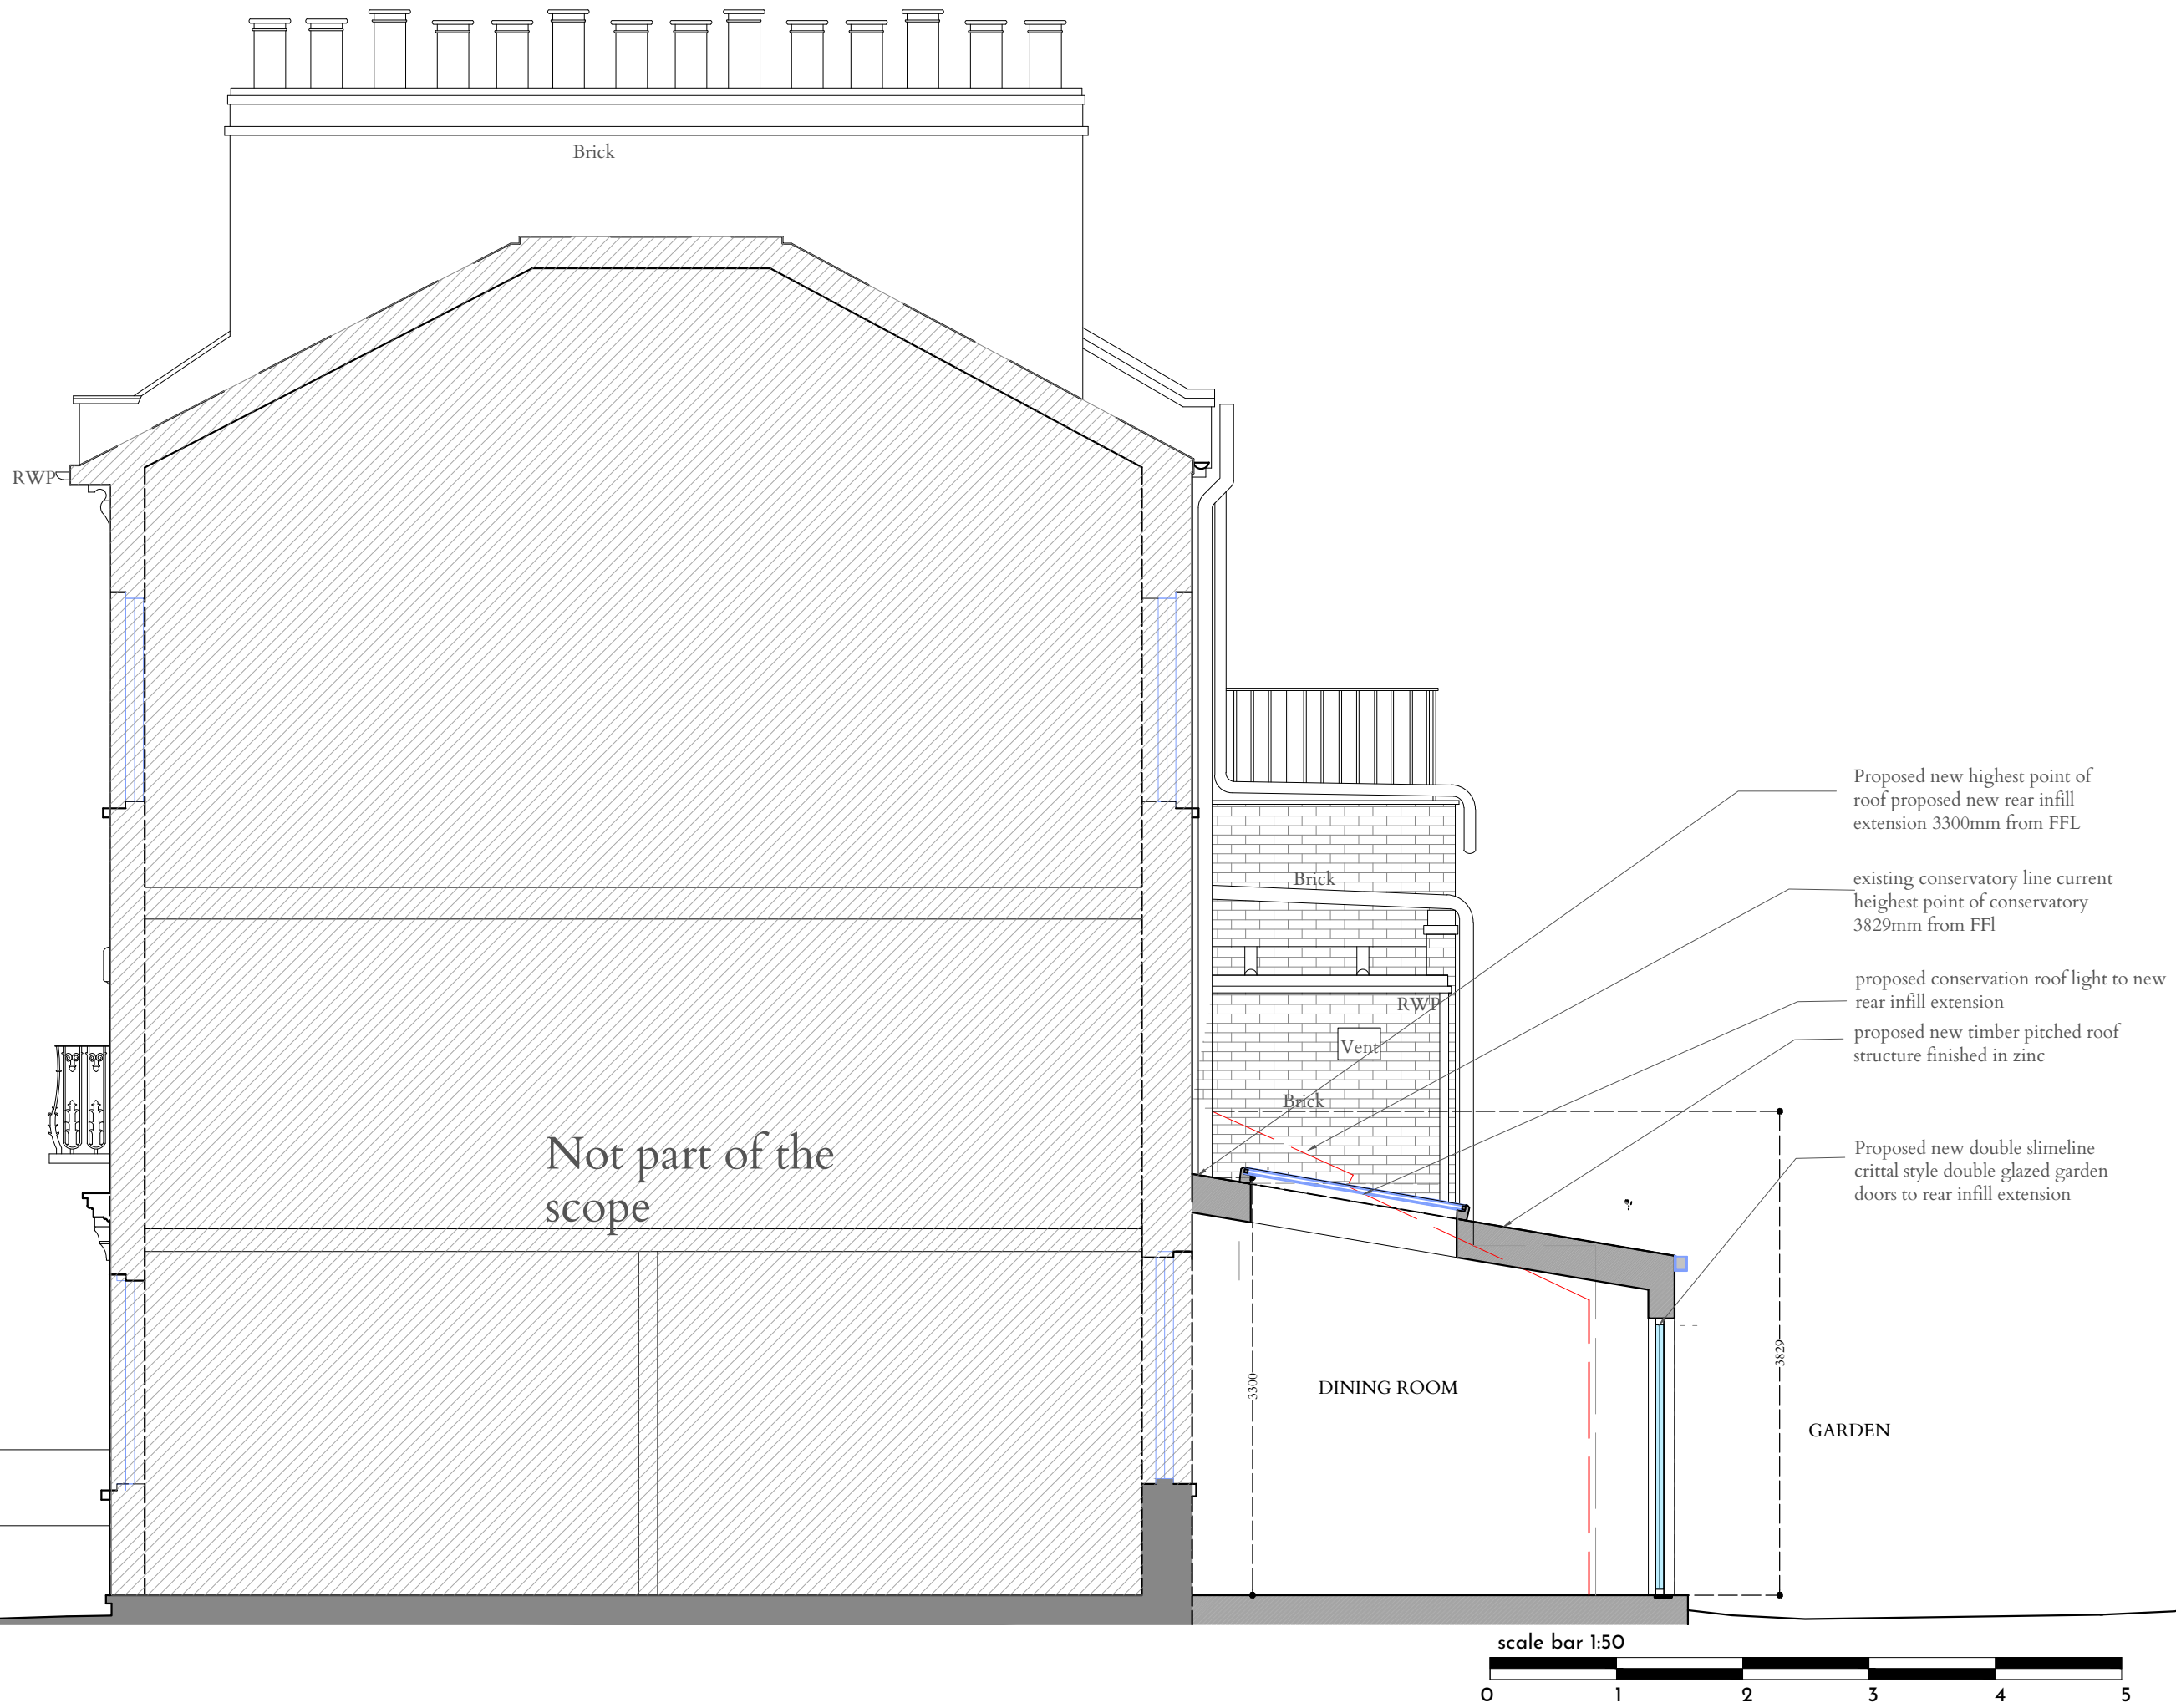 Brick
RWP
Proposed new highest point of
roof proposed new rear infill
extension 3300mm from FFL
Brick
existing conservatory line current
heighest point of conservatory
3829mm from FFl
proposed conservation roof light to new
rear infill extension
RWP
proposed new timber pitched roof
structure finished in zinc
Vent
Brick
Not part of the
scope
Proposed new double slimeline
crittal style double glazed garden
doors to rear infill extension
3829
3300
DINING ROOM
GARDEN
scale bar 1:50
0 1 2 3 4 5